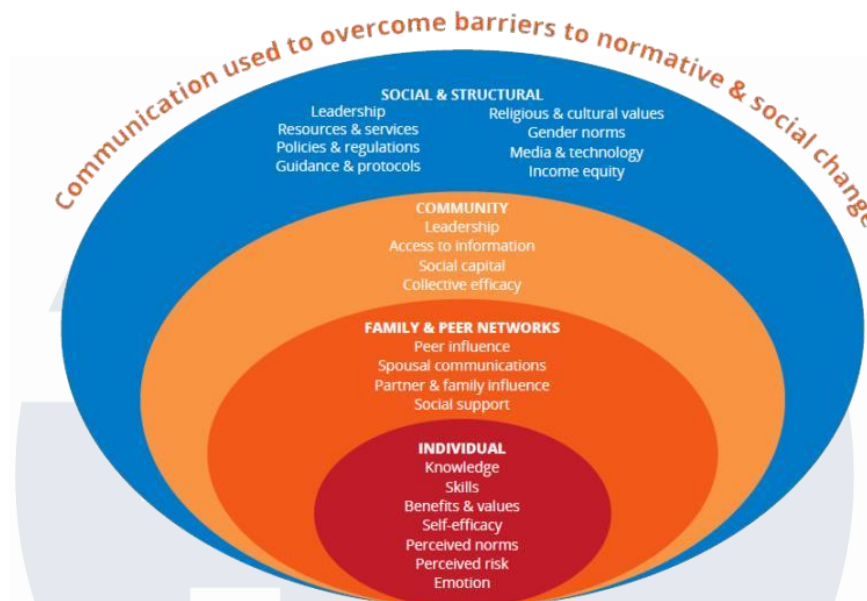 Communication used to overcome barriers to normative & social change
SOCIAL & STRUCTURAL
Leadership
Resources & services
Policies & regulations
Guidance & protocols
Religious & cultural values
Gender norms
Media & technology
Income equity
COMMUNITY
Leadership
Access to information
Social capital
Collective efficacy
FAMILY & PEER NETWORKS
Peer influence
Spousal communications
Partner & family influence
Social support
INDIVIDUAL
Knowledge
Skills
Benefits & values
Self-efficacy
Perceived norms
Perceived risk
Emotion